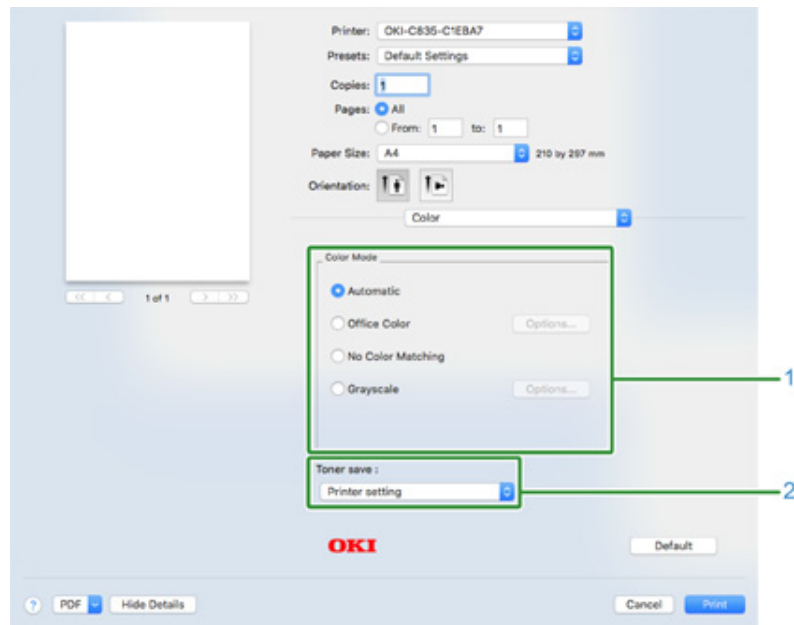 Printer: OKI-C835-C1EBA7
Presets: Default Settings
Copies: 1
Pages: All
From: 1 to: 1
Paper Size: A4 210 by 297 mm
Orientation:
Color
Color Mode
Automatic
Office Color Options...
No Color Matching
Grayscale Options...
1
Toner save :
Printer setting
2
<< < 1 of 1 > >>
OKI
Default
? PDF Hide Details Cancel Print